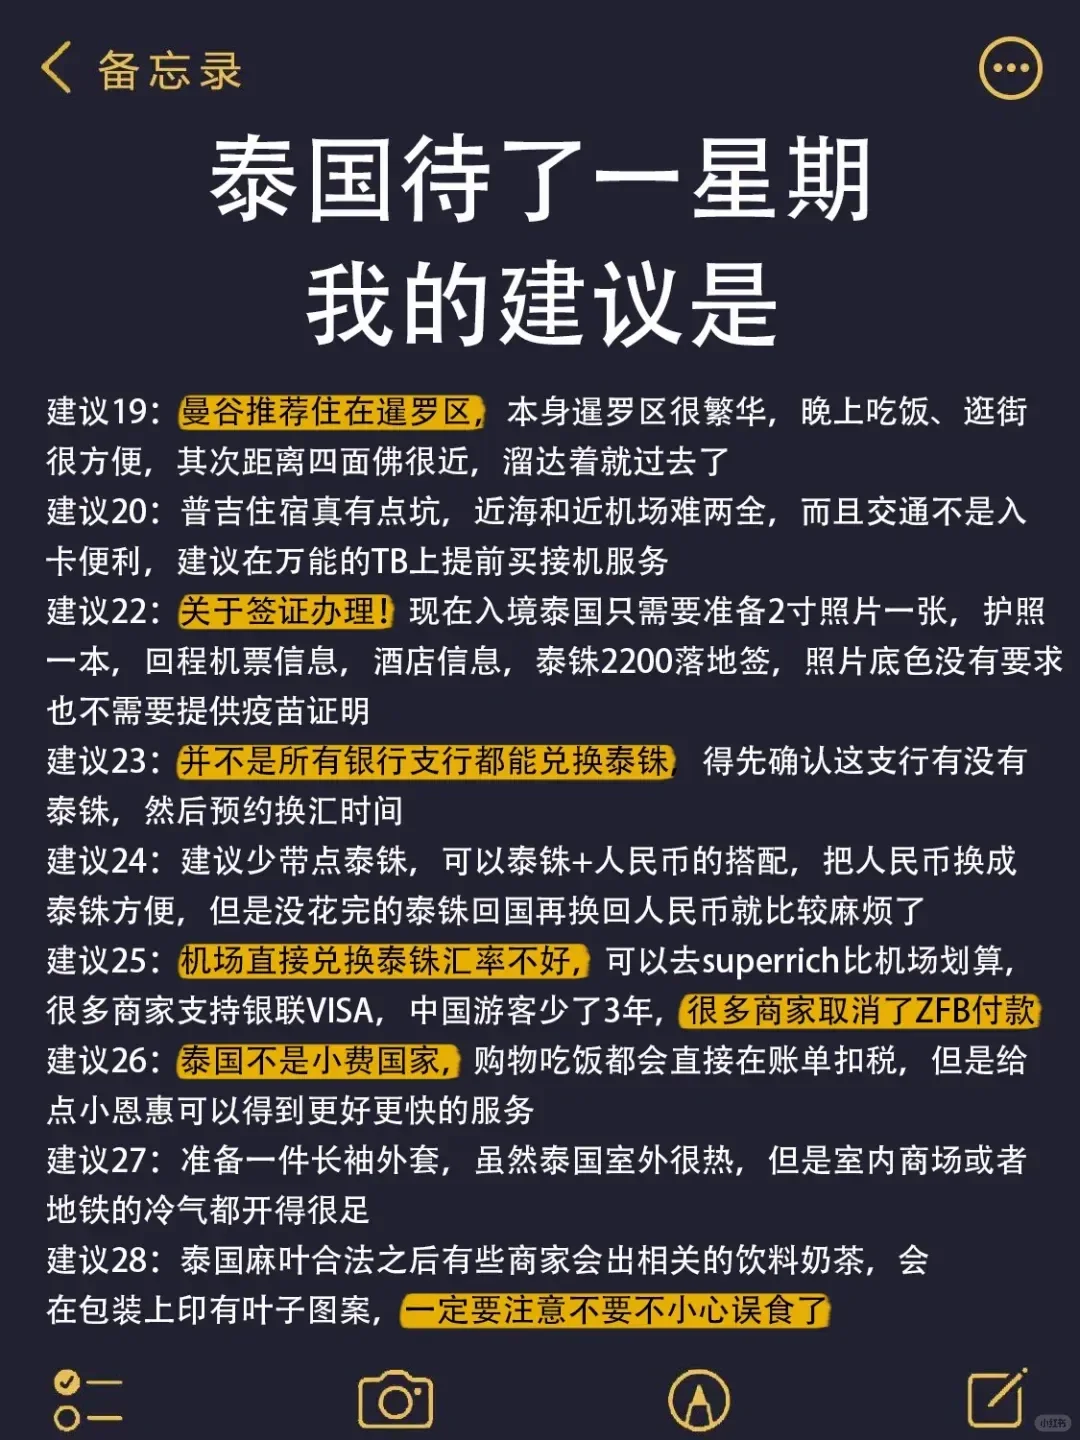 备忘录
泰国待了一星期
我的建议是
建议19：曼谷推荐住在暹罗区，本身暹罗区很繁华，晚上吃饭、逛街
很方便，其次距离四面佛很近，溜达着就过去了
建议20：普吉住宿真有点坑，近海和近机场难两全，而且交通不是入
卡便利，建议在万能的TB上提前买接机服务
建议22：关于签证办理！现在入境泰国只需要准备2寸照片一张，护照
一本，回程机票信息，酒店信息，泰铢2200落地签，照片底色没有要求
也不需要提供疫苗证明
建议23：并不是所有银行支行都能兑换泰铢，得先确认这支行有没有
泰铢，然后预约换汇时间
建议24：建议少带点泰铢，可以泰铢+人民币的搭配，把人民币换成
泰铢方便，但是没花完的泰铢回国再换回人民币就比较麻烦了
建议25：机场直接兑换泰铢汇率不好，可以去superrich比机场划算，
很多商家支持银联VISA，中国游客少了3年，很多商家取消了ZFB付款
建议26：泰国不是小费国家，购物吃饭都会直接在账单扣税，但是给
点小恩惠可以得到更好更快的服务
建议27：准备一件长袖外套，虽然泰国室外很热，但是室内商场或者
地铁的冷气都开得很足
建议28：泰国麻叶合法之后有些商家会出相关的饮料奶茶，会
在包装上印有叶子图案，一定要注意不要不小心误食了
小红书